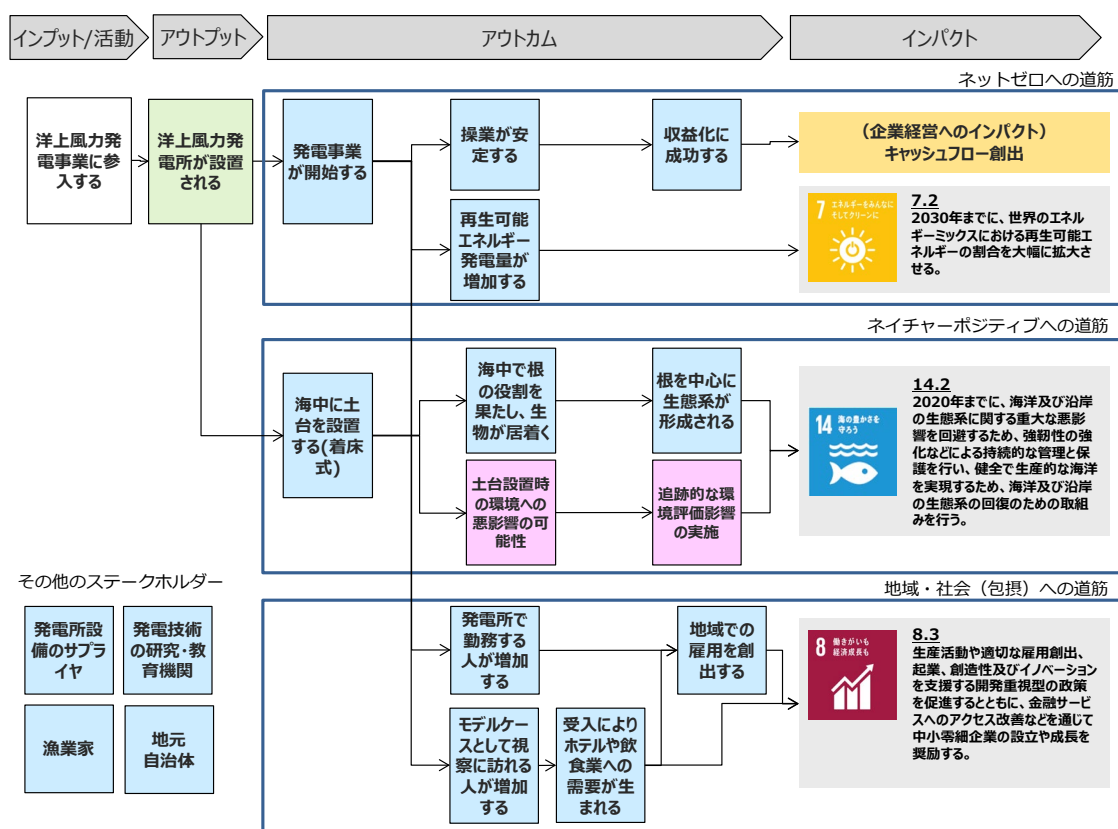 インプット/活動
アウトプット
アウトカム
インパクト
ネットゼロへの道筋
洋上風力発
電事業に参
入する
洋上風力発
電所が設置
される
発電事業
が開始する
操業が安
定する
収益化に
成功する
（企業経営へのインパクト）
キャッシュフロー創出
再生可能
エネルギー
発電量が
増加する
7 エネルギーをみんなに
そしてクリーンに
7.2
2030年までに、世界のエネル
ギーミックスにおける再生可能エ
ネルギーの割合を大幅に拡大さ
せる。
ネイチャーポジティブへの道筋
海中に土
台を設置
する(着床
式)
海中で根
の役割を
果たし、生
物が居着く
根を中心に
生態系が
形成される
土台設置時
の環境への
悪影響の可
能性
追跡的な環
境評価影響
の実施
14 海の豊かさを
守ろう
14.2
2020年までに、海洋及び沿岸
の生態系に関する重大な悪影
響を回避するため、強靭性の強
化などによる持続的な管理と保
護を行い、健全で生産的な海洋
を実現するため、海洋及び沿岸
の生態系の回復のための取組
みを行う。
その他のステークホルダー
発電所設
備のサプラ
イヤ
発電技術
の研究・教
育機関
漁業家
地元
自治体
地域・社会（包摂）への道筋
発電所で
勤務する
人が増加
する
地域での
雇用を創
出する
モデルケー
スとして視
察に訪れる
人が増加
する
受入により
ホテルや飲
食業への
需要が生
まれる
8 働きがいも
経済成長も
8.3
生産活動や適切な雇用創出、
起業、創造性及びイノベーション
を支援する開発重視型の政策
を促進するとともに、金融サービ
スへのアクセス改善などを通じて
中小零細企業の設立や成長を
奨励する。